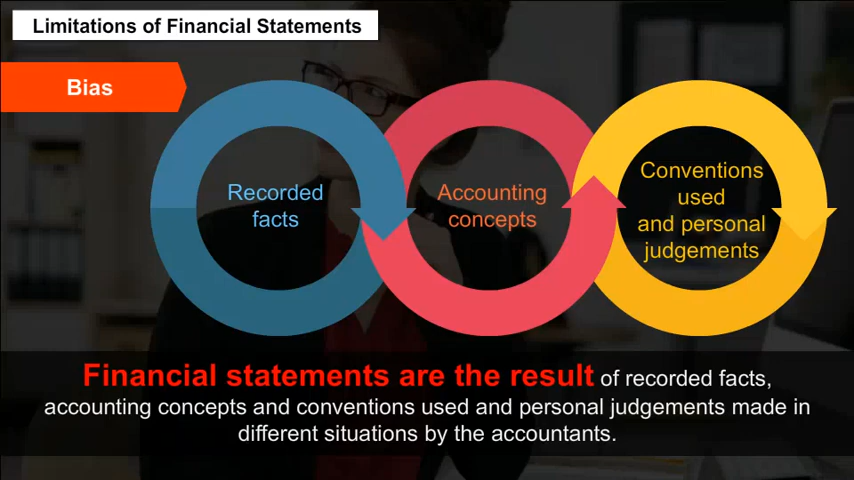 Limitations of Financial Statements
Bias
Recorded
facts
Accounting
concepts
Conventions
used
and personal
judgements
Financial statements are the result of recorded facts,
accounting concepts and conventions used and personal judgements made in
different situations by the accountants.